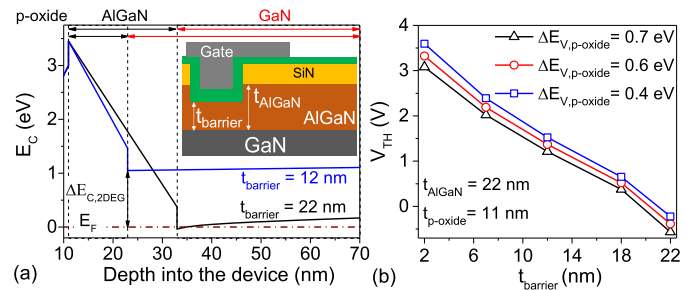 p-oxide AlGaN GaN
Gate
SiN
t_AlGaN
t_barrier
AlGaN
GaN
E_C (eV)
3
2
1
0
ΔE_C,2DEG
E_F
t_barrier = 12 nm
t_barrier = 22 nm
10 20 30 40 50 60 70
(a) Depth into the device (nm)
V_TH (V)
4
3
2
1
0
ΔE_V,p-oxide = 0.7 eV
ΔE_V,p-oxide = 0.6 eV
ΔE_V,p-oxide = 0.4 eV
t_AlGaN = 22 nm
t_p-oxide = 11 nm
2 6 10 14 18 22
(b) t_barrier (nm)